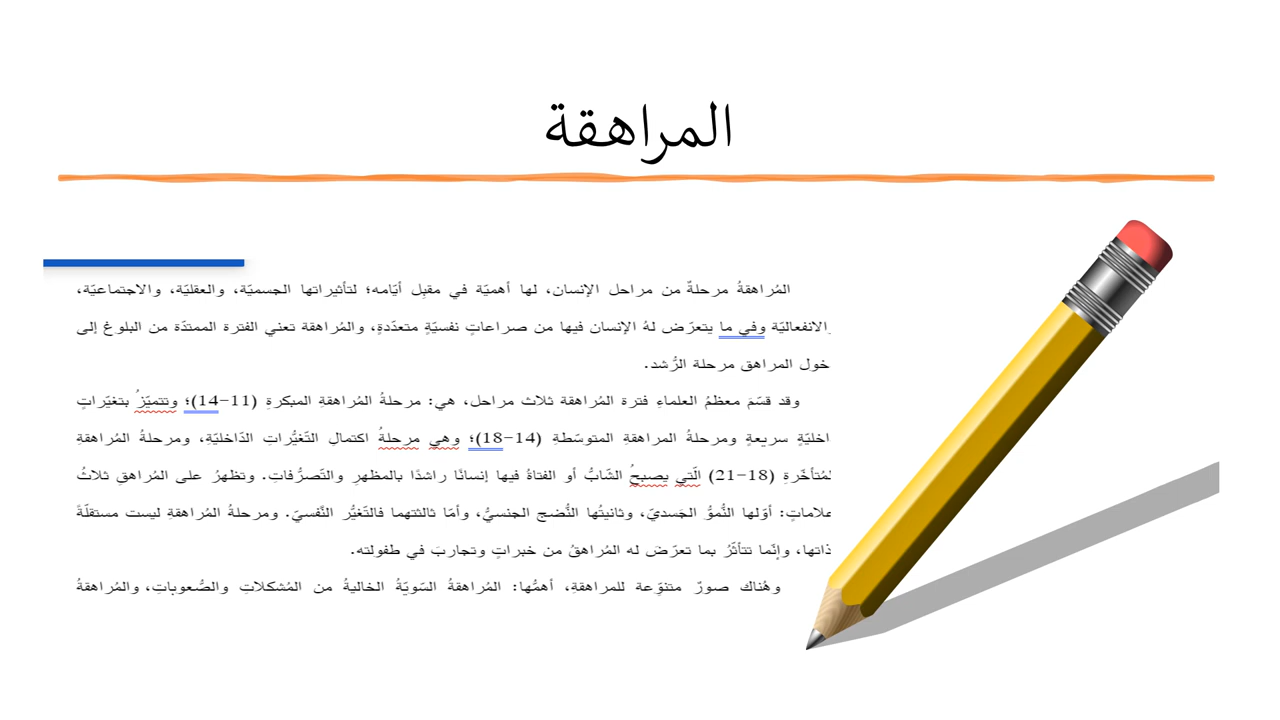 المراهقة
المُراهقةُ مرحلةٌ من مراحل الإنسان، لها أهميّة في مقبِل أيّامه؛ لتأثيراتها الجسميّة، والعقليّة، والاجتماعيّة،
الانفعاليّة وفي ما يتعرّض لهُ الإنسان فيها من صراعاتٍ نفسيّةٍ متعدّدةٍ، والمُراهقة تعني الفترة الممتدّة من البلوغ إلى
خول المراهق مرحلة الرُّشد.
وقد قسّمَ معظمُ العلماءِ فترة المُراهقة ثلاث مراحل، هي: مرحلةُ المُراهقةِ المبكرةِ (11-14)؛ وتتميّزُ بتغيّراتٍ
اخليّةٍ سريعةٍ ومرحلةُ المراهقةِ المتوسّطةِ (14-18)؛ وهي مرحلةُ اكتمالِ التّغيُّراتِ الدّاخليّةِ، ومرحلةُ المُراهقةِ
لمُتأخّرةِ (18-21) الّتي يصبحُ الشّابُّ أو الفتاةُ فيها إنسانًا راشدًا بالمظهرِ والتّصرُّفاتِ. وتظهرُ على المُراهقِ ثلاثُ
علاماتٍ: أوّلها النُّموُّ الجَسديّ، وثانيتُها النُّضج الجنسيُّ، وأمّا ثالثتهما فالتّغيُّر النَّفسيّ. ومرحلةُ المُراهقةِ ليست مستقلّةً
ذاتها، وإنّما تتأثّرُ بما تعرّض له المُراهقُ من خبراتٍ وتجاربَ في طفولته.
وهُناك صورٌ متنوّعة للمراهقةِ، أهمُّها: المُراهقةُ السّويّةُ الخاليةُ من المُشكلاتِ والصُّعوباتِ، والمُراهقةُ